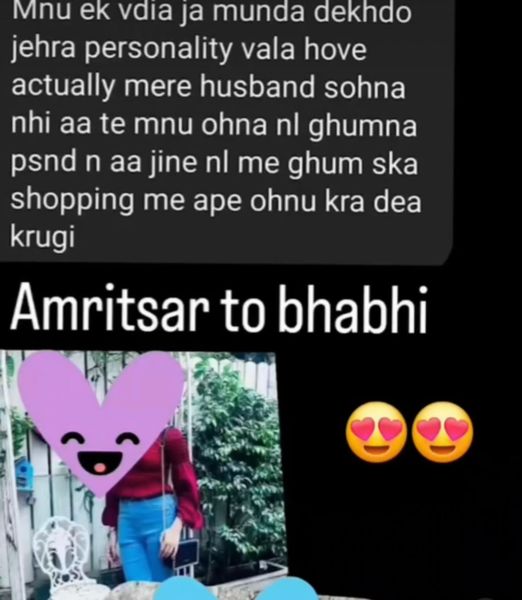 Mnu ek vdia ja munda dekhdo
jehra personality vala hove
actually mere husband sohna
nhi aa te mnu ohna nl ghumna
psnd n aa jine nl me ghum ska
shopping me ape ohnu kra dea
krugi
Amritsar to bhabhi